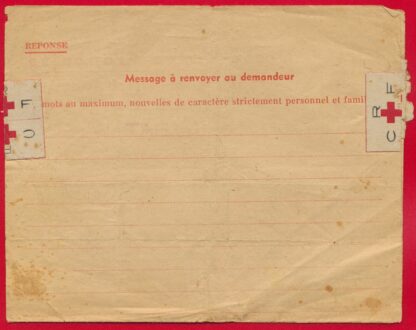 REPONSE
Message à renvoyer au demandeur
mots au maximum, nouvelles de caractère strictement personnel et fami
C R F